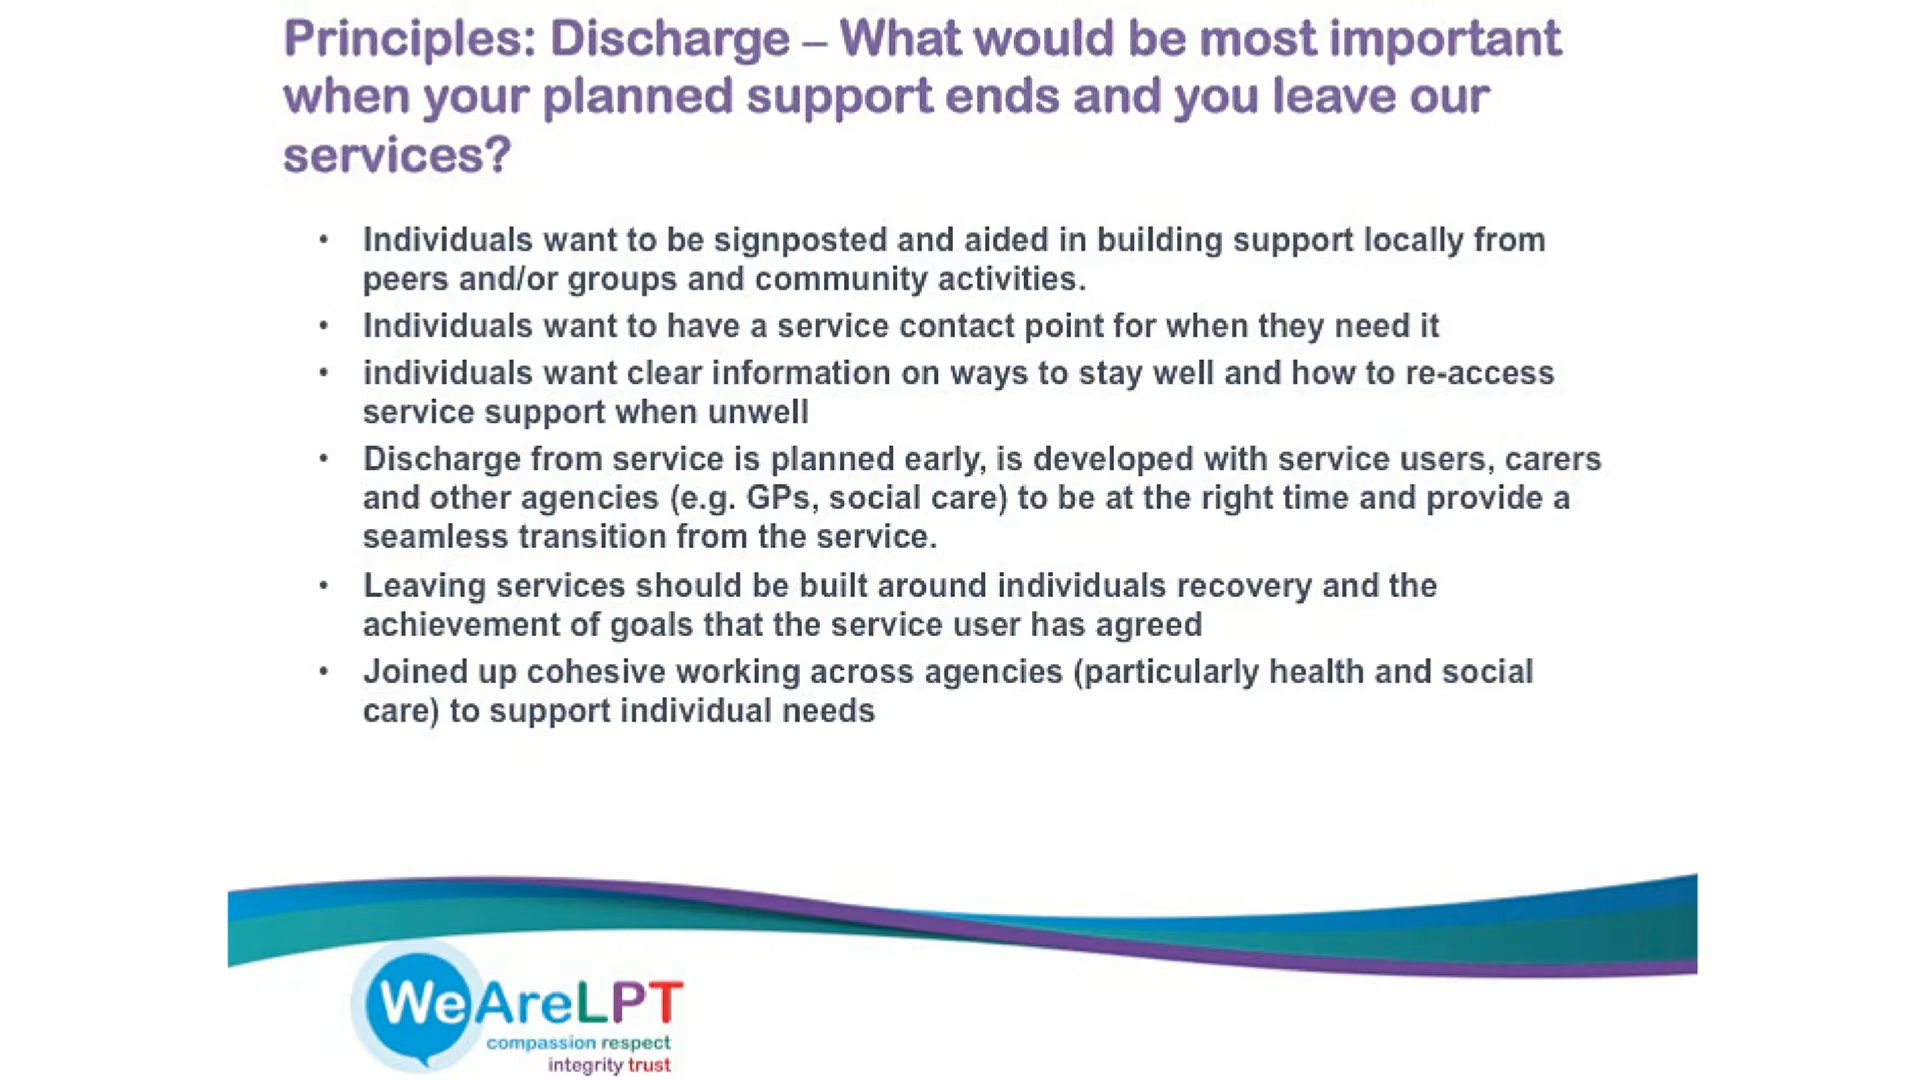 Principles: Discharge – What would be most important
when your planned support ends and you leave our
services?
• Individuals want to be signposted and aided in building support locally from
peers and/or groups and community activities.
• Individuals want to have a service contact point for when they need it
• individuals want clear information on ways to stay well and how to re-access
service support when unwell
• Discharge from service is planned early, is developed with service users, carers
and other agencies (e.g. GPs, social care) to be at the right time and provide a
seamless transition from the service.
• Leaving services should be built around individuals recovery and the
achievement of goals that the service user has agreed
• Joined up cohesive working across agencies (particularly health and social
care) to support individual needs
WeAreLPT
compassion respect
integrity trust